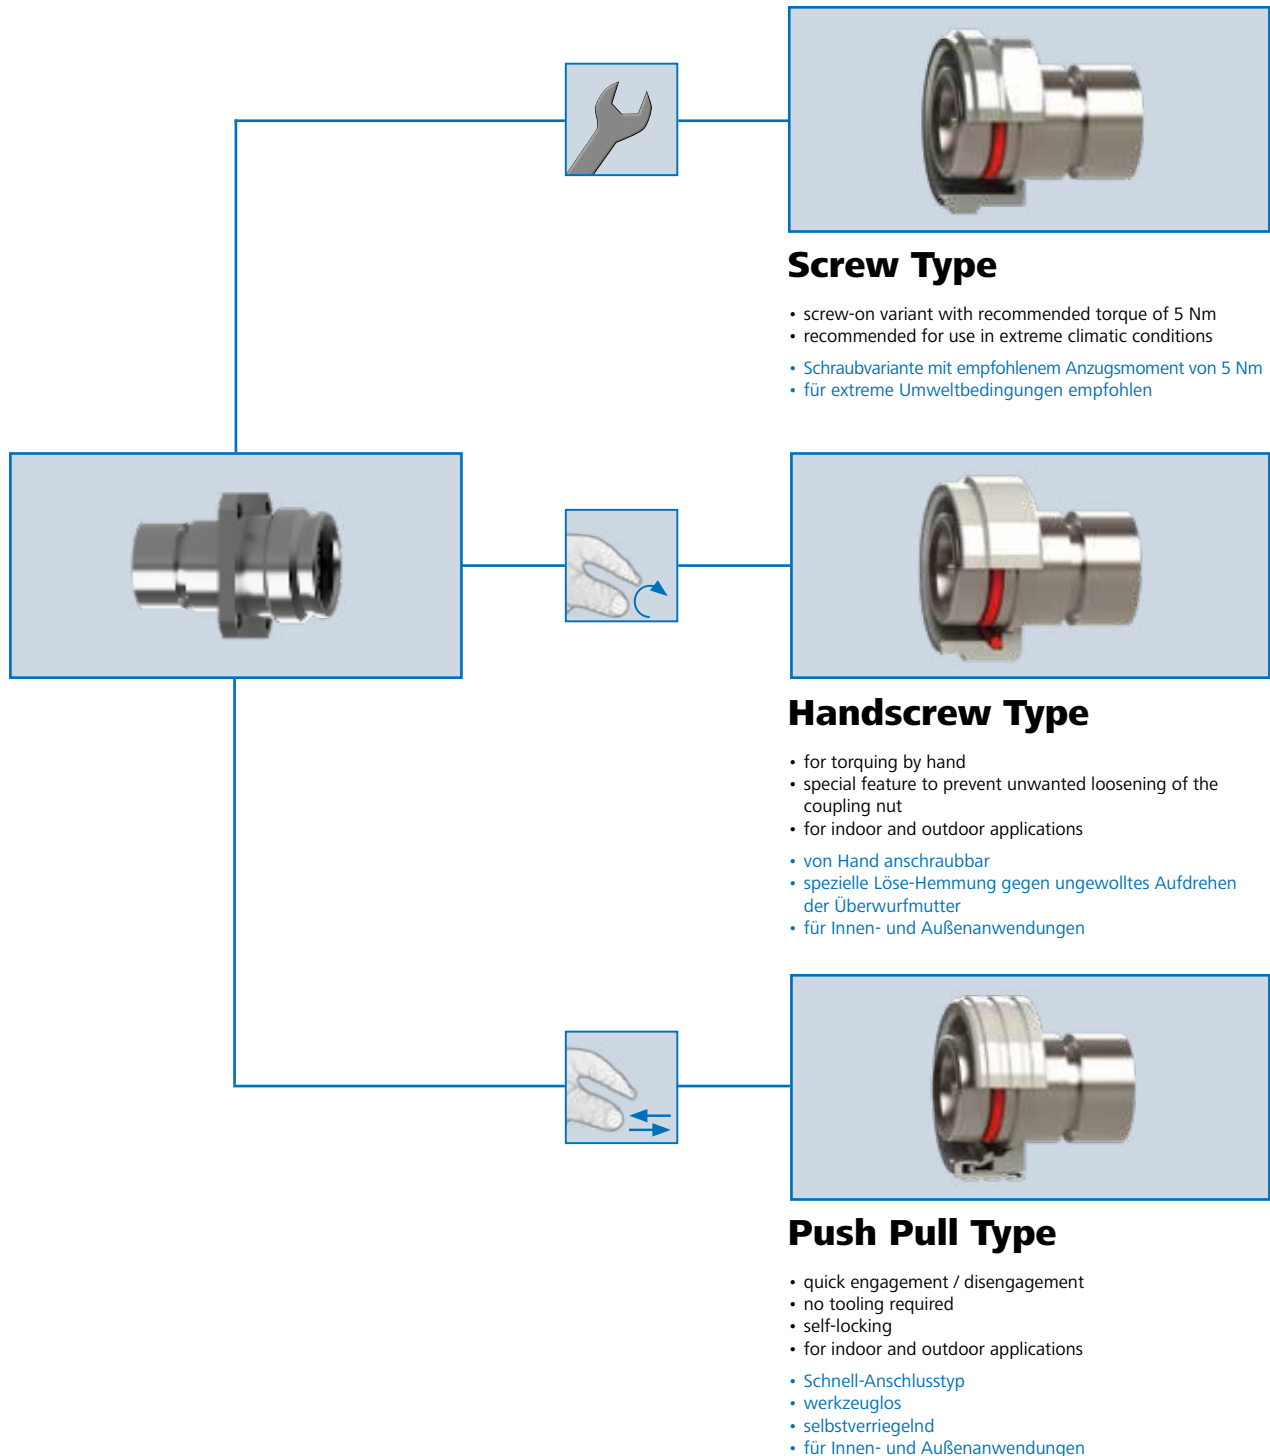 Screw Type
• screw-on variant with recommended torque of 5 Nm
• recommended for use in extreme climatic conditions
• Schraubvariante mit empfohlenem Anzugsmoment von 5 Nm
• für extreme Umweltbedingungen empfohlen
Handscrew Type
• for torquing by hand
• special feature to prevent unwanted loosening of the
coupling nut
• for indoor and outdoor applications
• von Hand anschraubbar
• spezielle Löse-Hemmung gegen ungewolltes Aufdrehen
der Überwurfmutter
• für Innen- und Außenanwendungen
Push Pull Type
• quick engagement / disengagement
• no tooling required
• self-locking
• for indoor and outdoor applications
• Schnell-Anschlusstyp
• werkzeuglos
• selbstverriegelnd
• für Innen- und Außenanwendungen